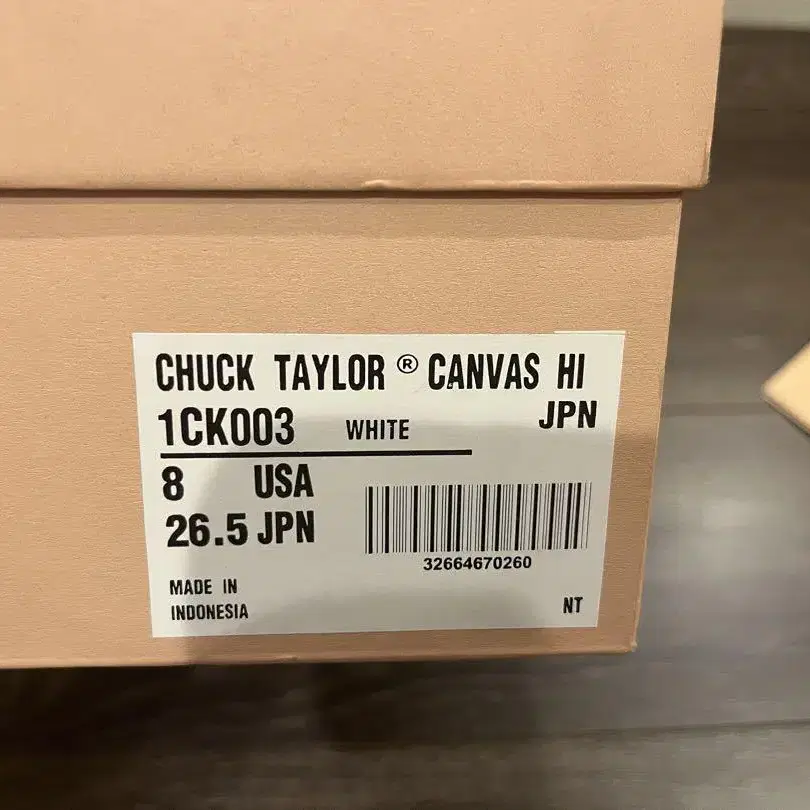 CHUCK TAYLOR ® CANVAS HI
JPN
1CK003 WHITE
8 USA
26.5 JPN
32664670260
MADE IN
INDONESIA
NT